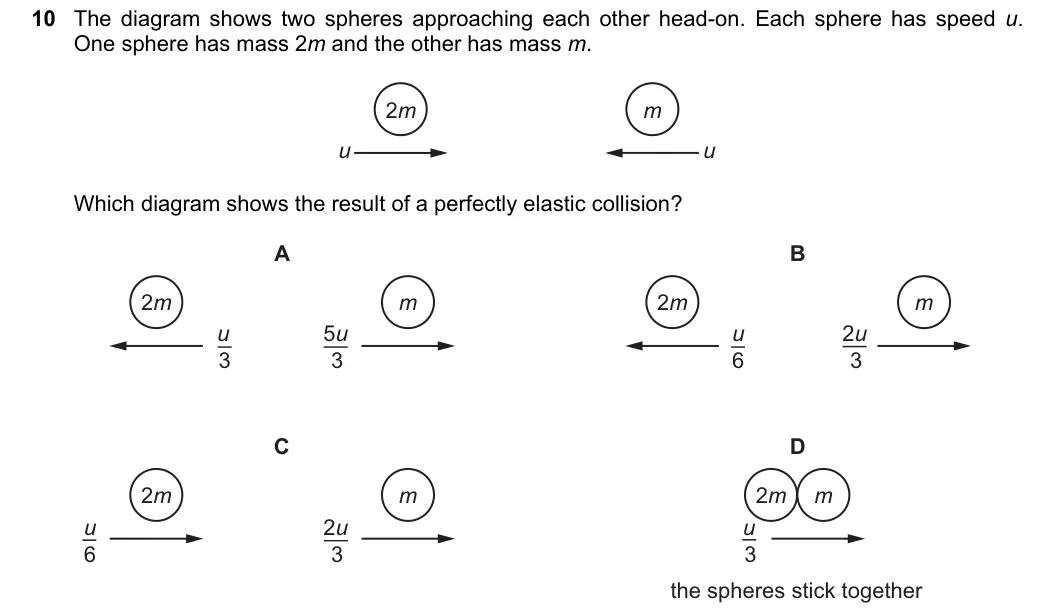 10 The diagram shows two spheres approaching each other head-on. Each sphere has speed u.
One sphere has mass 2m and the other has mass m.
2m m
u u
Which diagram shows the result of a perfectly elastic collision?
A B
2m m 2m m
u/3 5u/3 u/6 2u/3
C D
2m m 2m m
u/6 2u/3 u/3
the spheres stick together